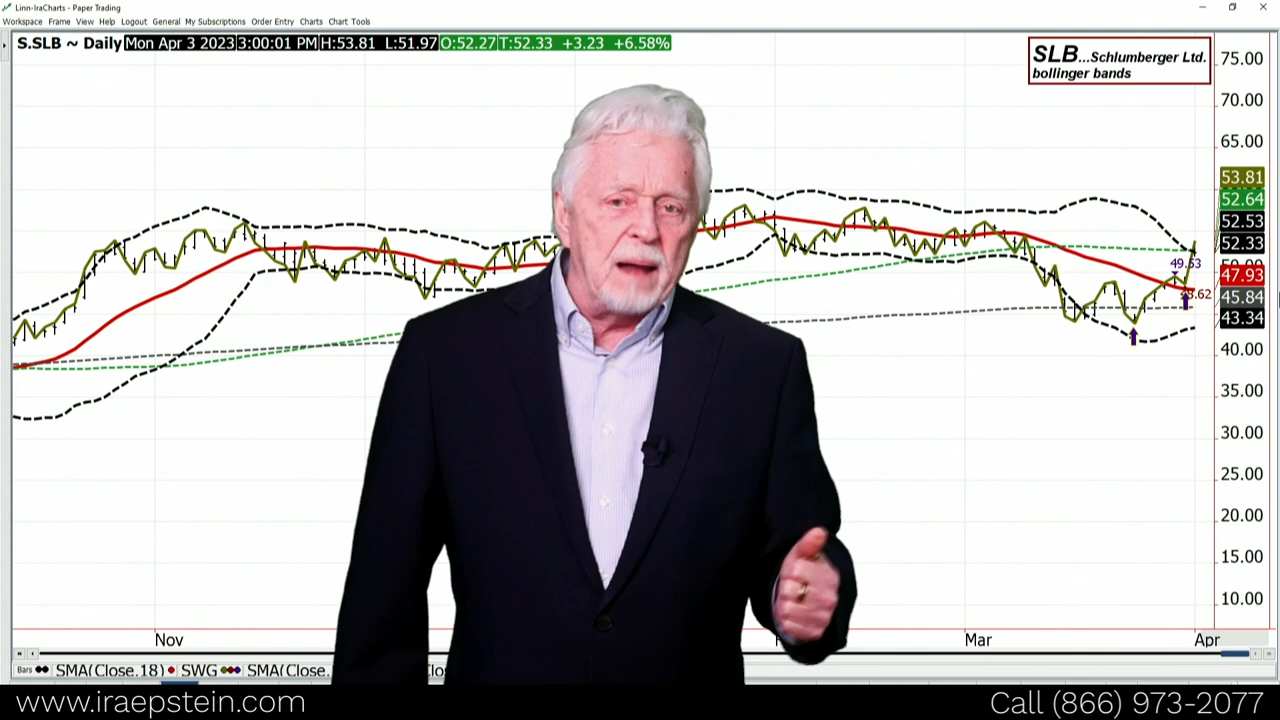 Linn-IraCharts - Paper Trading
Workspace Frame View Help Logout General My Subscriptions Order Entry Charts Chart Tools
S.SLB ~ Daily Mon Apr 3 2023 3:00:01 PM H:53.81 L:51.97 O:52.27 T:52.33 +3.23 +6.58%
SLB...Schlumberger Ltd.
bollinger bands
75.00
70.00
65.00
53.81
52.64
52.53
52.33
49.53
47.93
45.84
43.34
40.00
35.00
30.00
25.00
20.00
15.00
10.00
Nov
Mar
Apr
Bars SMA(Close.18) SWG SMA(Close.
www.iraepstein.com
Call (866) 973-2077